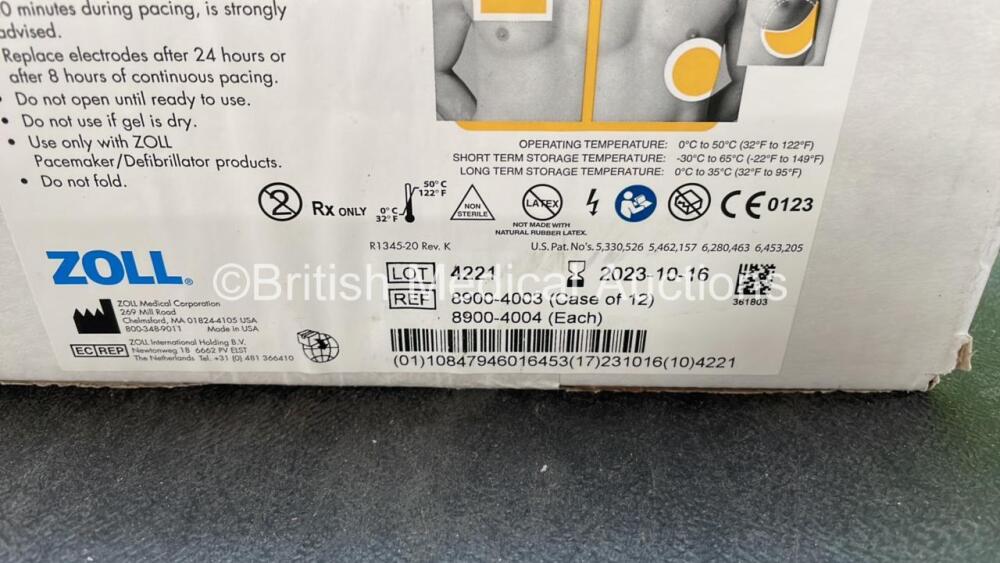 0 minutes during pacing, is strongly
advised.
Replace electrodes after 24 hours or
after 8 hours of continuous pacing.
• Do not open until ready to use.
• Do not use if gel is dry.
• Use only with ZOLL
Pacemaker/Defibrillator products.
• Do not fold.
OPERATING TEMPERATURE: 0°C to 50°C (32°F to 122°F)
SHORT TERM STORAGE TEMPERATURE: -30°C to 65°C (-22°F to 149°F)
LONG TERM STORAGE TEMPERATURE: 0°C to 35°C (32°F to 95°F)
2 Rx ONLY
50°C
122°F
0°C
32°F
NON
STERILE
LATEX
NOT MADE WITH
NATURAL RUBBER LATEX.
CE 0123
R1345-20 Rev. K
U.S. Pat. No's. 5,330,526 5,462,157 6,280,463 6,453,205
ZOLL®
©British Medical Auctions
LOT 4221 2023-10-16
REF 8900-4003 (Case of 12)
8900-4004 (Each)
361803
ZOLL Medical Corporation
269 Mill Road
Chelmsford, MA 01824-4105 USA
800-348-9011 Made in USA
EC REP
ZOLL International Holding B.V.
Newtonweg 18 6662 PV ELST
The Netherlands Tel. +31 (0) 481 366410
(01)10847946016453(17)231016(10)4221